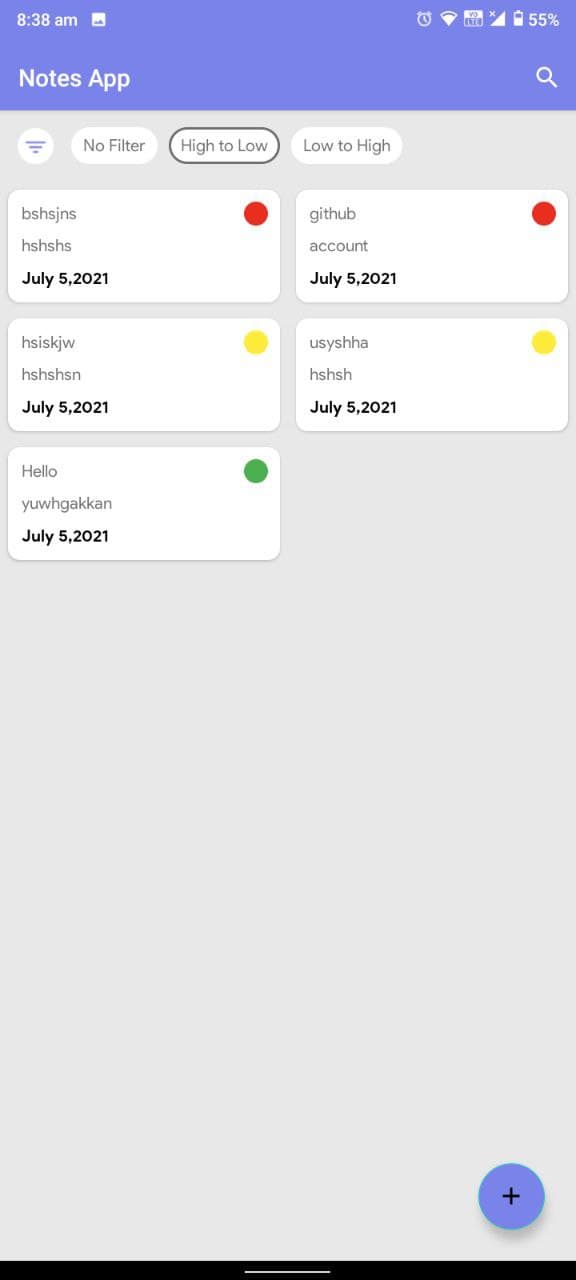 8:38 am 55%
Notes App
No Filter High to Low Low to High
bshsjns
hshshs
July 5,2021
github
account
July 5,2021
hsiskjw
hshshsn
July 5,2021
usyshha
hshsh
July 5,2021
Hello
yuwhgakkan
July 5,2021
+